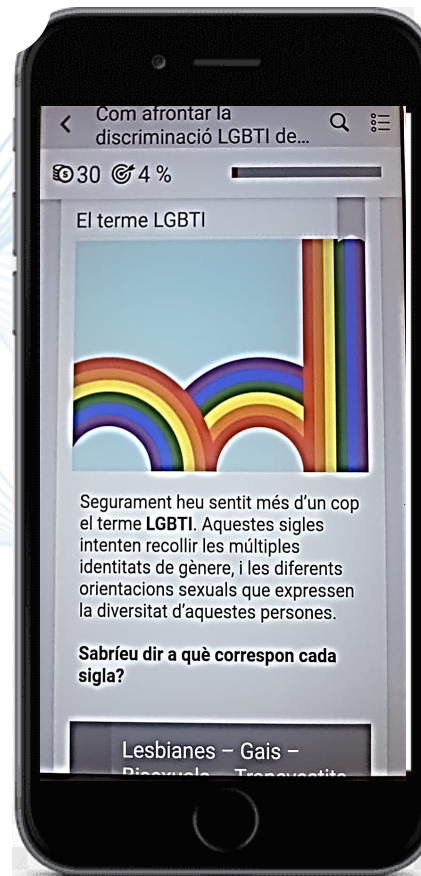 Com afrontar la
discriminació LGBTI de...
30 4 %
El terme LGBTI
Segurament heu sentit més d'un cop
el terme LGBTI. Aquestes sigles
intenten recollir les múltiples
identitats de gènere, i les diferents
orientacions sexuals que expressen
la diversitat d'aquestes persones.
Sabríeu dir a què correspon cada
sigla?
Lesbianes – Gais –
Bisexuals – Transvestits